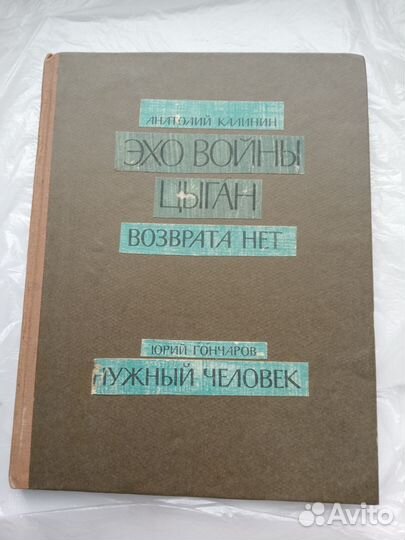 АНАТОЛИЙ КАЛИНИН
ЭХО ВОЙНЫ
ЦЫГАН
ВОЗВРАТА НЕТ
ЮРИЙ ГОНЧАРОВ
НУЖНЫЙ ЧЕЛОВЕК
Avito